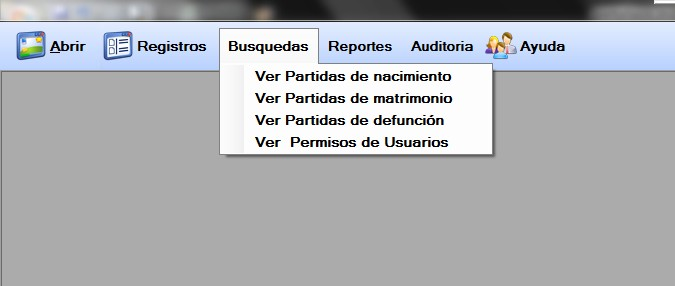 Abrir Registros Busquedas Reportes Auditoria Ayuda
Ver Partidas de nacimiento
Ver Partidas de matrimonio
Ver Partidas de defunción
Ver  Permisos de Usuarios